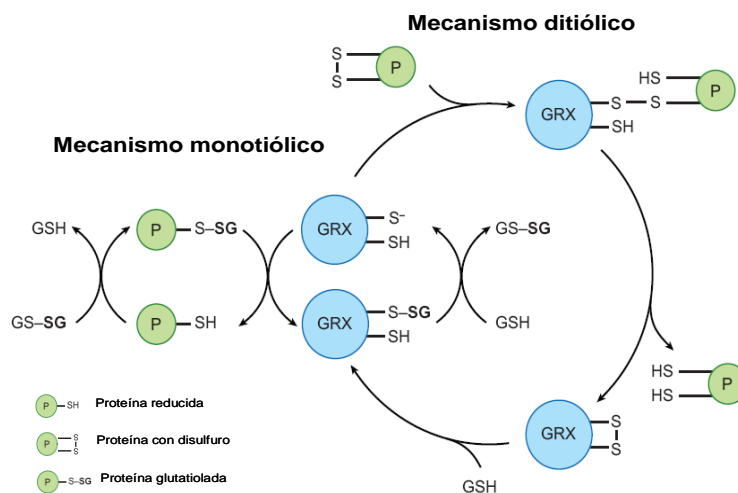 Mecanismo ditiólico
S
S
P
HS
P
GRX
S
S
SH
Mecanismo monotiólico
GSH
P
S–SG
GRX
S⁻
SH
GS–SG
GS–SG
P
SH
GRX
S–SG
SH
GSH
HS
HS
P
GRX
S
S
GSH
P
SH
Proteína reducida
P
S
S
Proteína con disulfuro
P
S–SG
Proteína glutatiolada